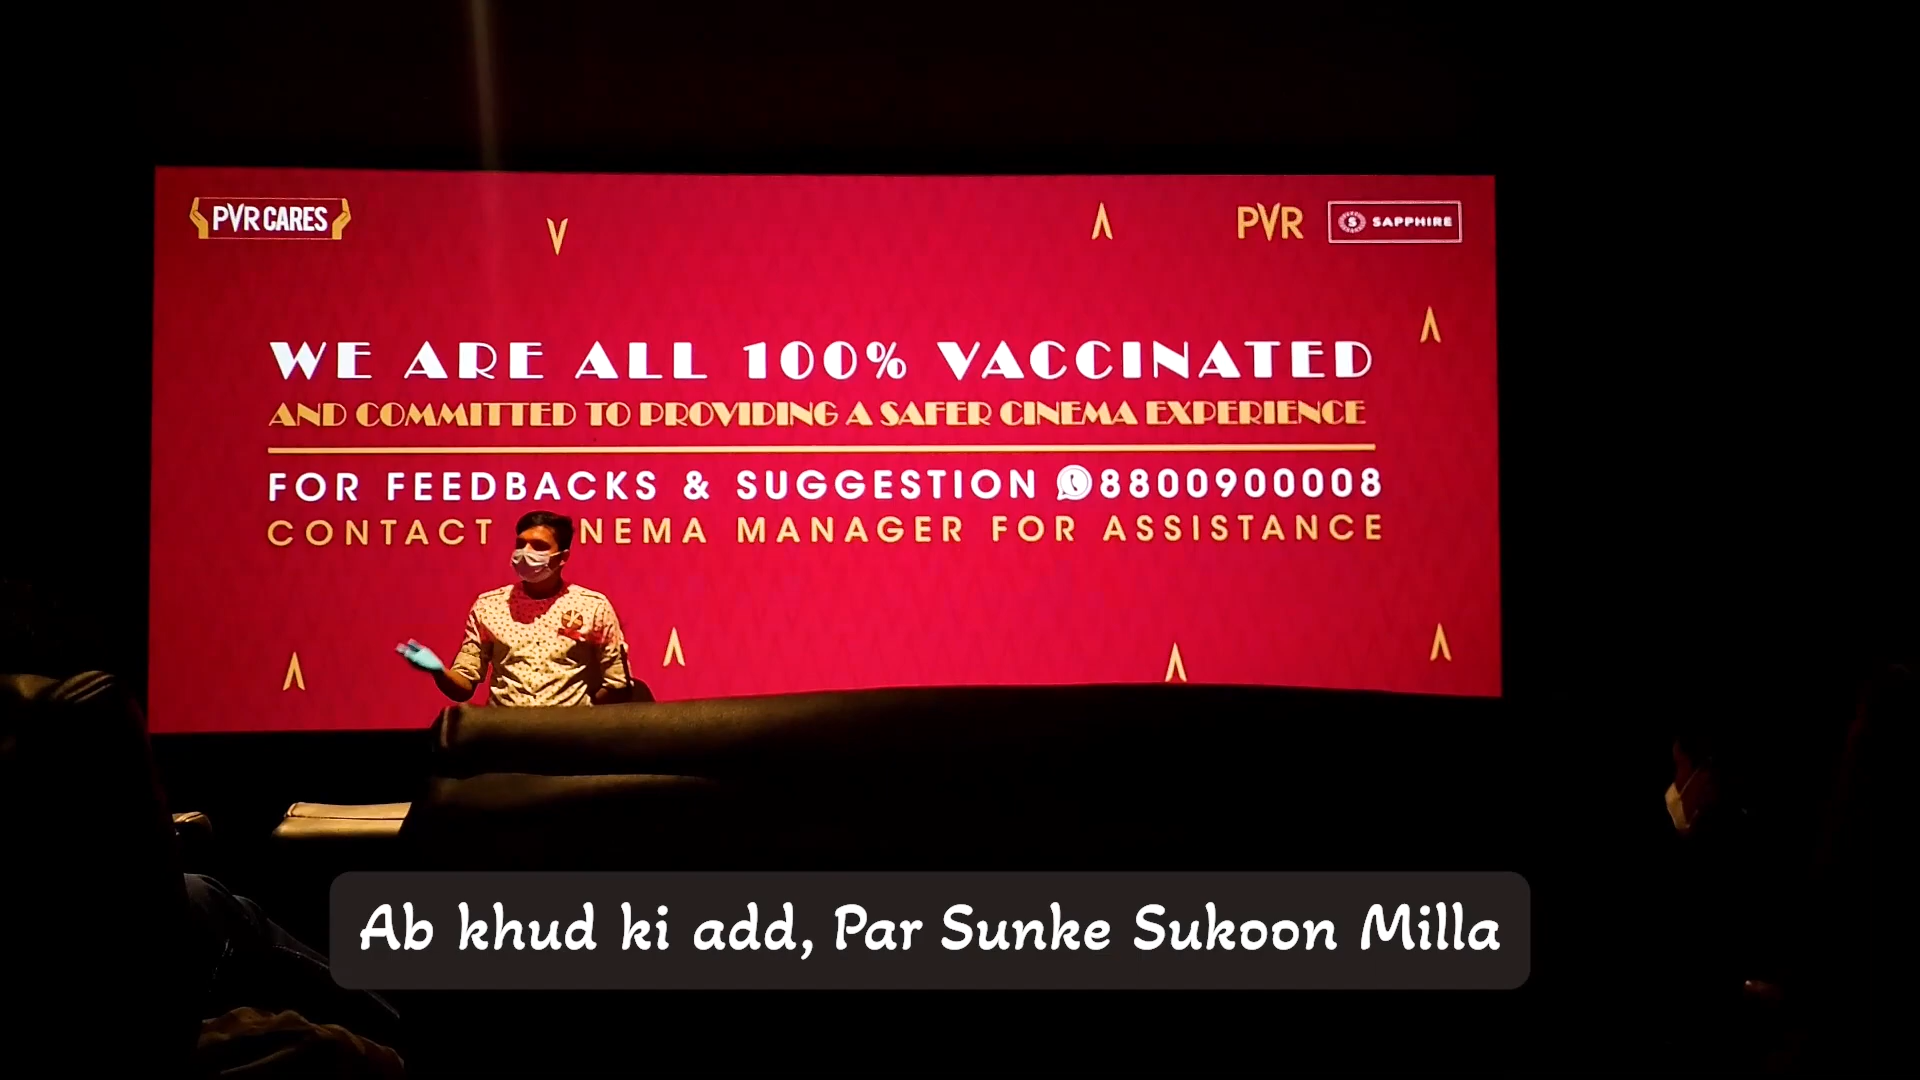 PVR CARES
PVR
SAPPHIRE
WE ARE ALL 100% VACCINATED
AND COMMITTED TO PROVIDING A SAFER CINEMA EXPERIENCE
FOR FEEDBACKS & SUGGESTION 8800900008
CONTACT NEMA MANAGER FOR ASSISTANCE
Ab khud ki add, Par Sunke Sukoon Milla